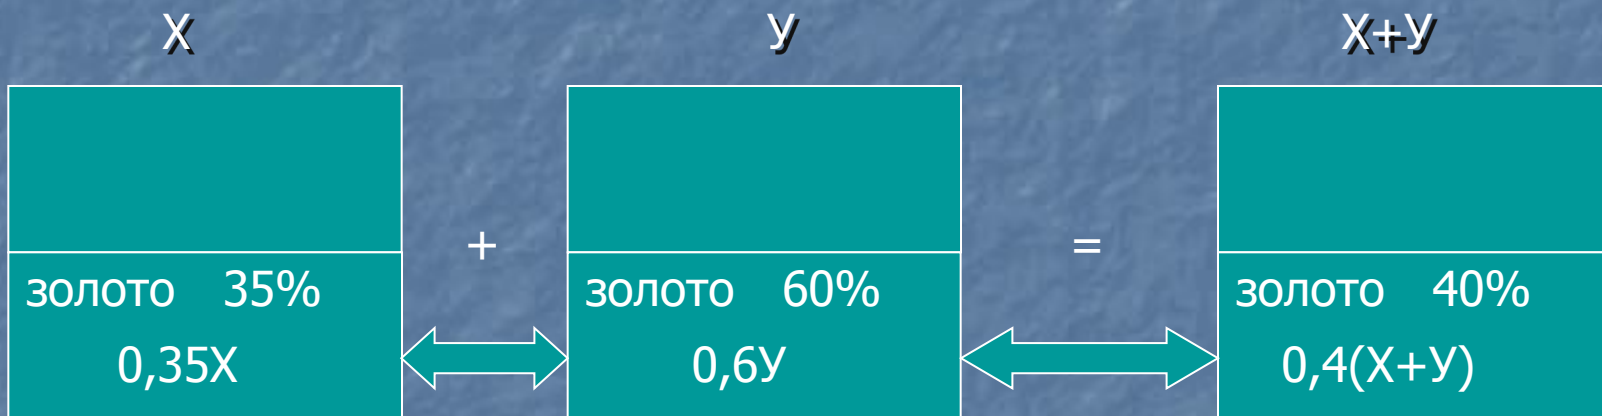 Х У Х+У
+ =
золото 35% золото 60% золото 40%
0,35Х 0,6У 0,4(Х+У)